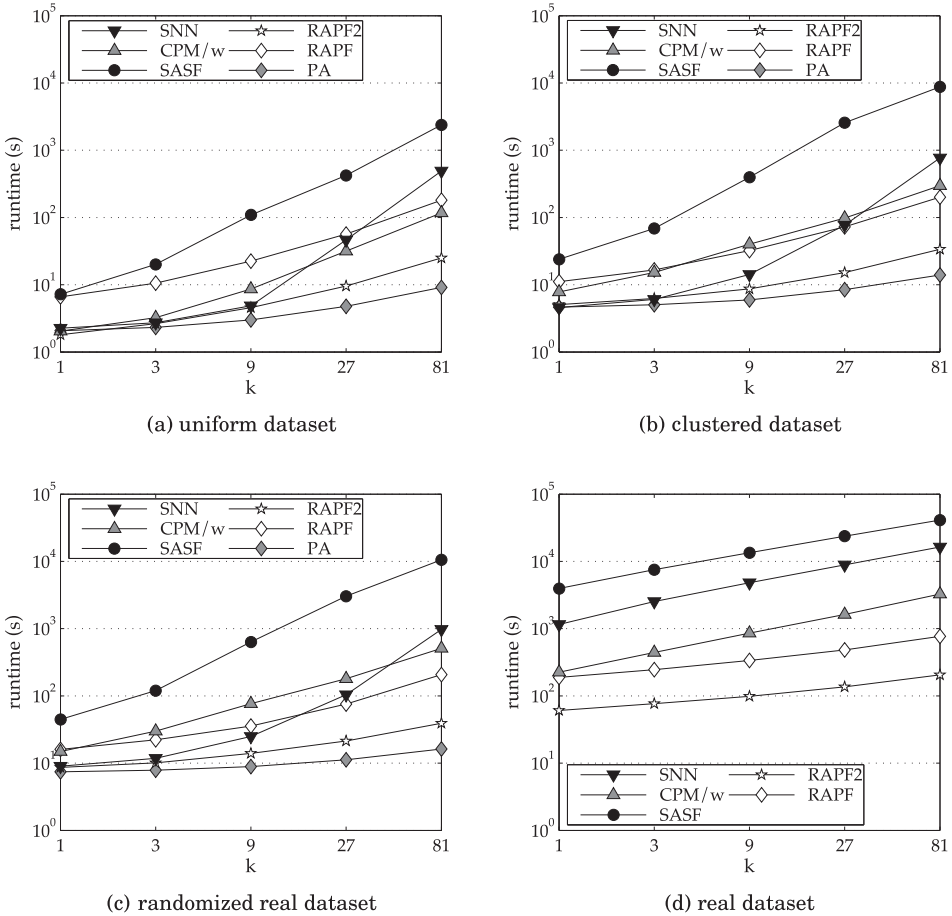 10^5
10^4
10^3
10^2
10^1
10^0
runtime (s)
SNN RAPF2
CPM/w RAPF
SASF PA
1 3 9 27 81
k
(a) uniform dataset
10^5
10^4
10^3
10^2
10^1
10^0
runtime (s)
SNN RAPF2
CPM/w RAPF
SASF PA
1 3 9 27 81
k
(b) clustered dataset
10^5
10^4
10^3
10^2
10^1
10^0
runtime (s)
SNN RAPF2
CPM/w RAPF
SASF PA
1 3 9 27 81
k
(c) randomized real dataset
10^5
10^4
10^3
10^2
10^1
10^0
runtime (s)
SNN RAPF2
CPM/w RAPF
SASF
1 3 9 27 81
k
(d) real dataset